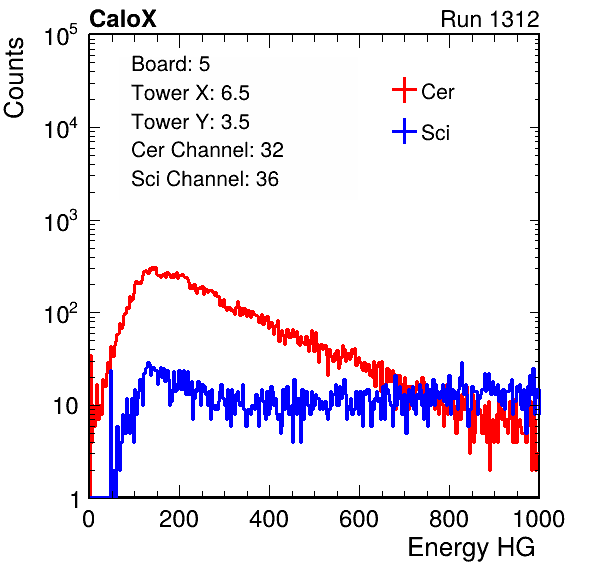 CaloX Run 1312
Counts
10^5
10^4
10^3
10^2
10
1
Board: 5
Tower X: 6.5
Tower Y: 3.5
Cer Channel: 32
Sci Channel: 36
Cer
Sci
0 200 400 600 800 1000
Energy HG